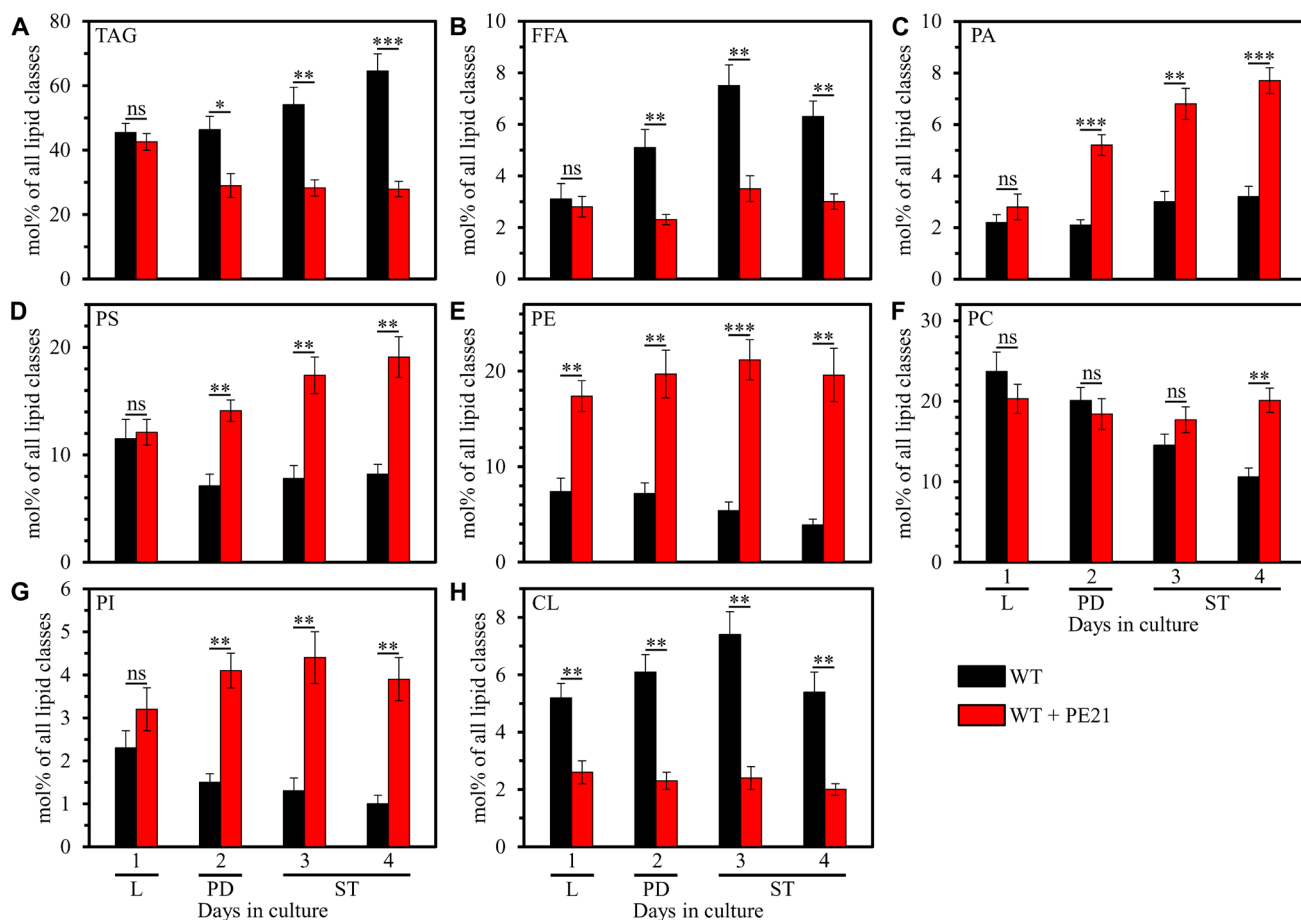 A
TAG
mol% of all lipid classes
80
60
40
20
0
ns
*
**
***
B
FFA
mol% of all lipid classes
10
8
6
4
2
0
ns
**
**
**
C
PA
mol% of all lipid classes
10
8
6
4
2
0
ns
***
**
***
D
PS
mol% of all lipid classes
20
10
0
ns
**
**
**
E
PE
mol% of all lipid classes
20
10
0
**
**
***
**
F
PC
mol% of all lipid classes
30
20
10
0
ns
ns
ns
**
1 2 3 4
L PD ST
Days in culture
G
PI
mol% of all lipid classes
6
5
4
3
2
1
0
ns
**
**
**
1 2 3 4
L PD ST
Days in culture
H
CL
mol% of all lipid classes
8
6
4
2
0
**
**
**
**
1 2 3 4
L PD ST
Days in culture
WT
WT + PE21